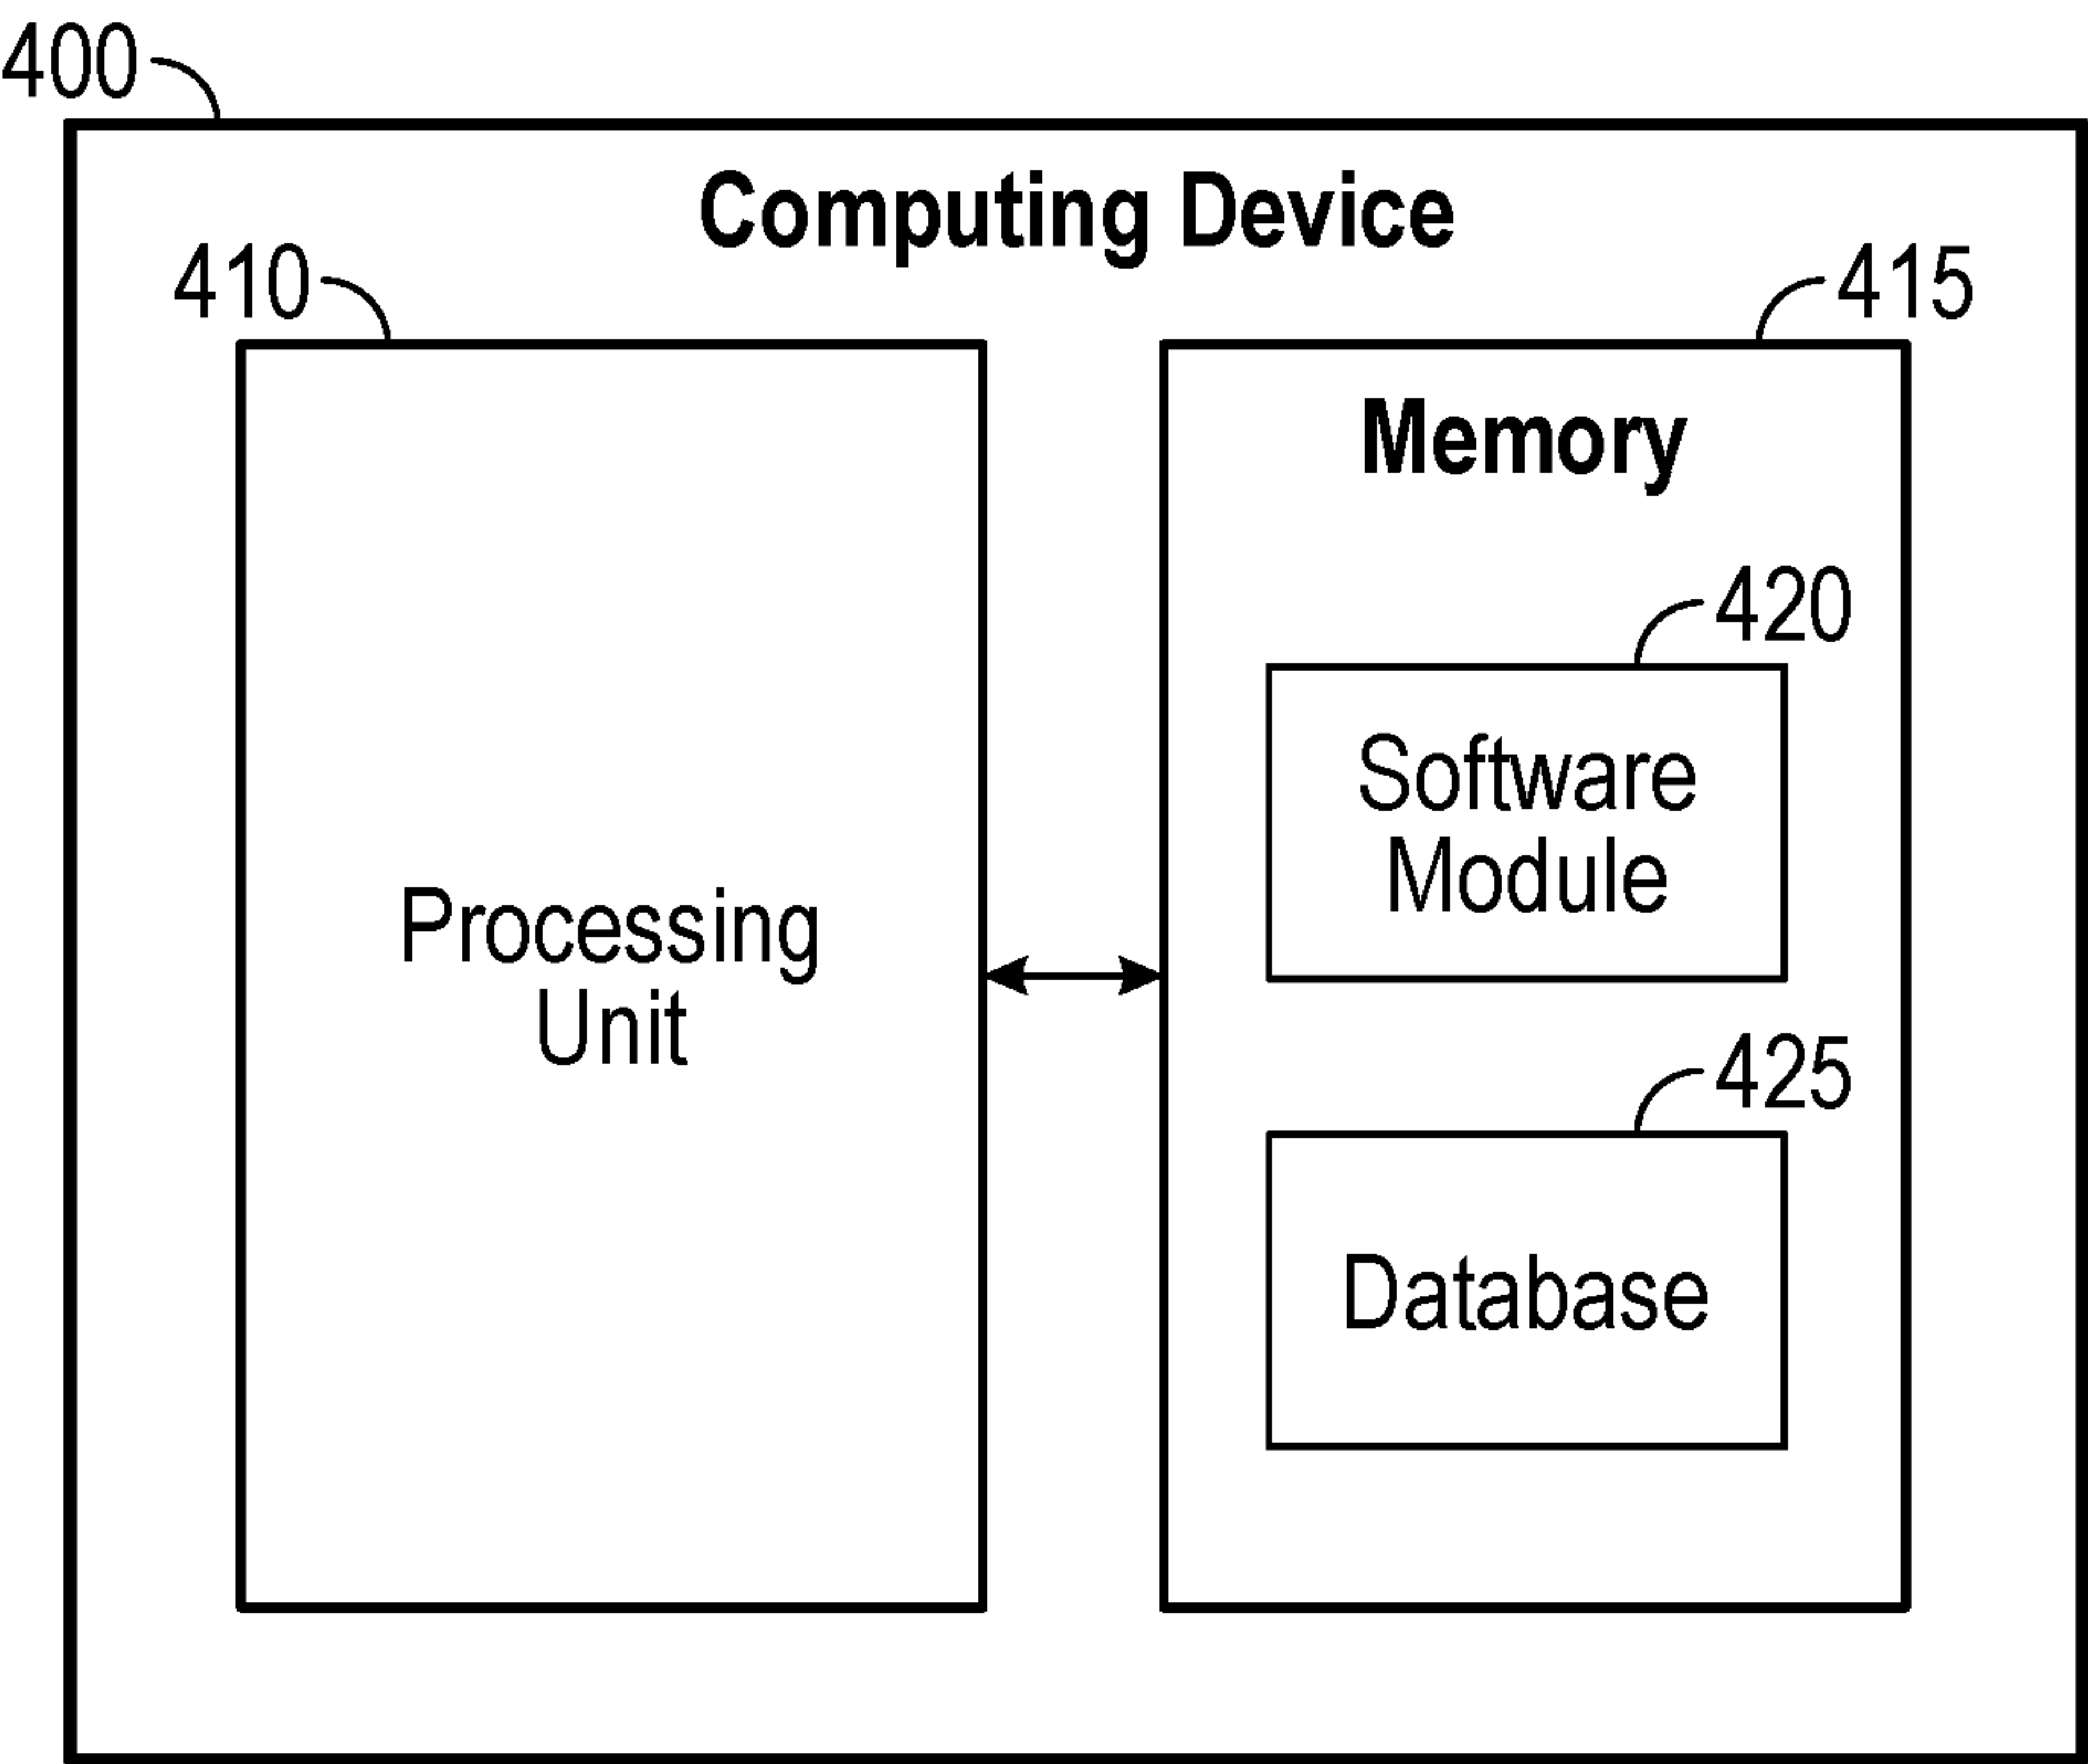 400
Computing Device
410
415
Memory
420
Software
Module
Processing
Unit
425
Database